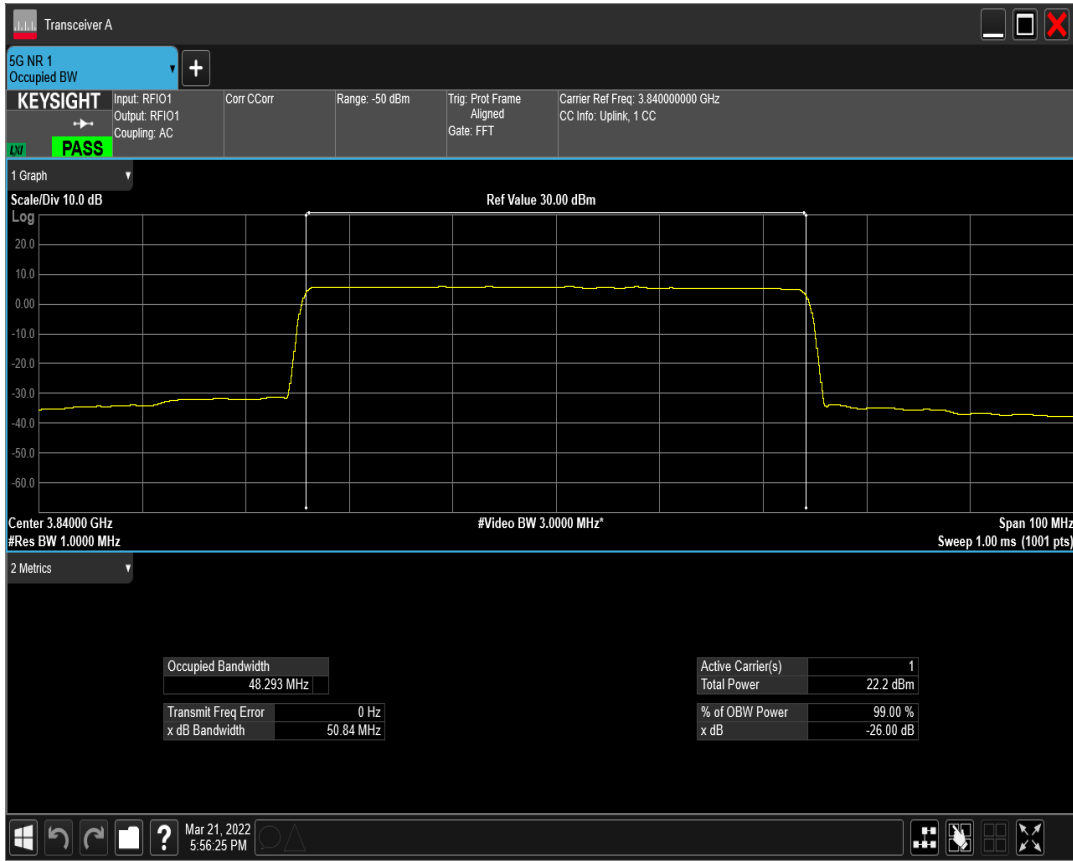 Transceiver A
5G NR 1
Occupied BW
+
KEYSIGHT
LXI
PASS
Input: RFIO1
Output: RFIO1
Coupling: AC
Corr CCorr
Range: -50 dBm
Trig: Prot Frame
Aligned
Gate: FFT
Carrier Ref Freq: 3.840000000 GHz
CC Info: Uplink, 1 CC
1 Graph
Scale/Div 10.0 dB
Ref Value 30.00 dBm
Log
20.0
10.0
0.00
-10.0
-20.0
-30.0
-40.0
-50.0
-60.0
Center 3.84000 GHz
#Video BW 3.0000 MHz*
Span 100 MHz
#Res BW 1.0000 MHz
Sweep 1.00 ms (1001 pts)
2 Metrics
Occupied Bandwidth
48.293 MHz
Transmit Freq Error 0 Hz
x dB Bandwidth 50.84 MHz
Active Carrier(s) 1
Total Power 22.2 dBm
% of OBW Power 99.00 %
x dB -26.00 dB
?
Mar 21, 2022
5:56:25 PM